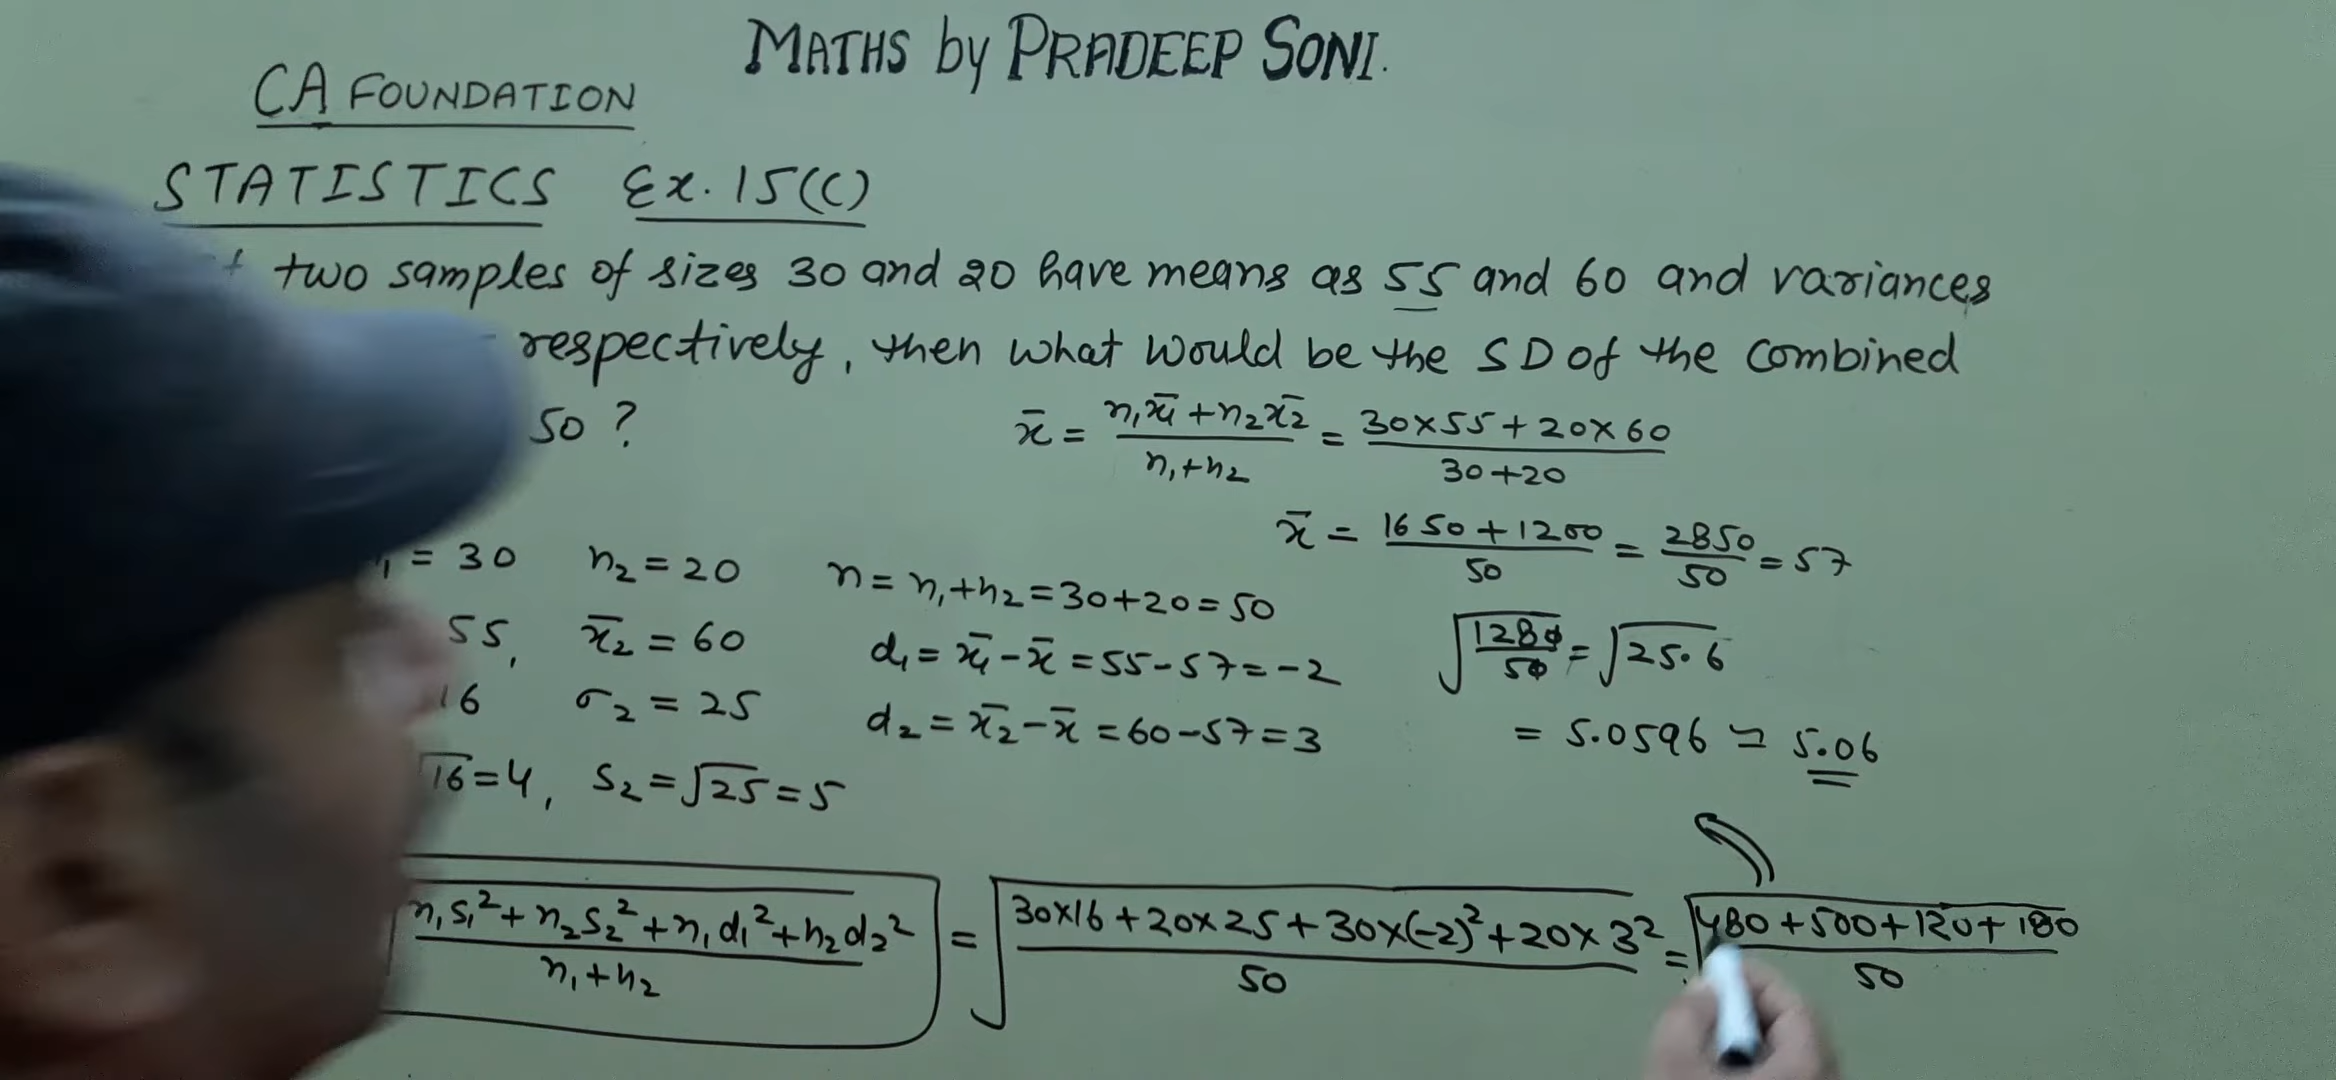 MATHS by PRADEEP SONI.
CA FOUNDATION
STATISTICS Ex. 15(C)
two samples of sizes 30 and 20 have means as 55 and 60 and variances
respectively, then what would be the SD of the combined
50 ?
x̄ = n₁x̄₁ + n₂x̄₂ / n₁+n₂ = 30×55 + 20×60 / 30+20
x̄ = 1650 + 1200 / 50 = 2850 / 50 = 57
₁ = 30 n₂ = 20 n = n₁+n₂ = 30+20 = 50
55, x̄₂ = 60 d₁ = x̄₁ - x̄ = 55-57 = -2 √1280/50 = √25.6
16 σ₂ = 25 d₂ = x̄₂ - x̄ = 60-57 = 3 = 5.0596 ≃ 5.06
√16 = 4, S₂ = √25 = 5
√n₁s₁² + n₂s₂² + n₁d₁² + n₂d₂² / n₁+n₂ = √30×16 + 20×25 + 30×(-2)² + 20×3² / 50 = √480 + 500 + 120 + 180 / 50